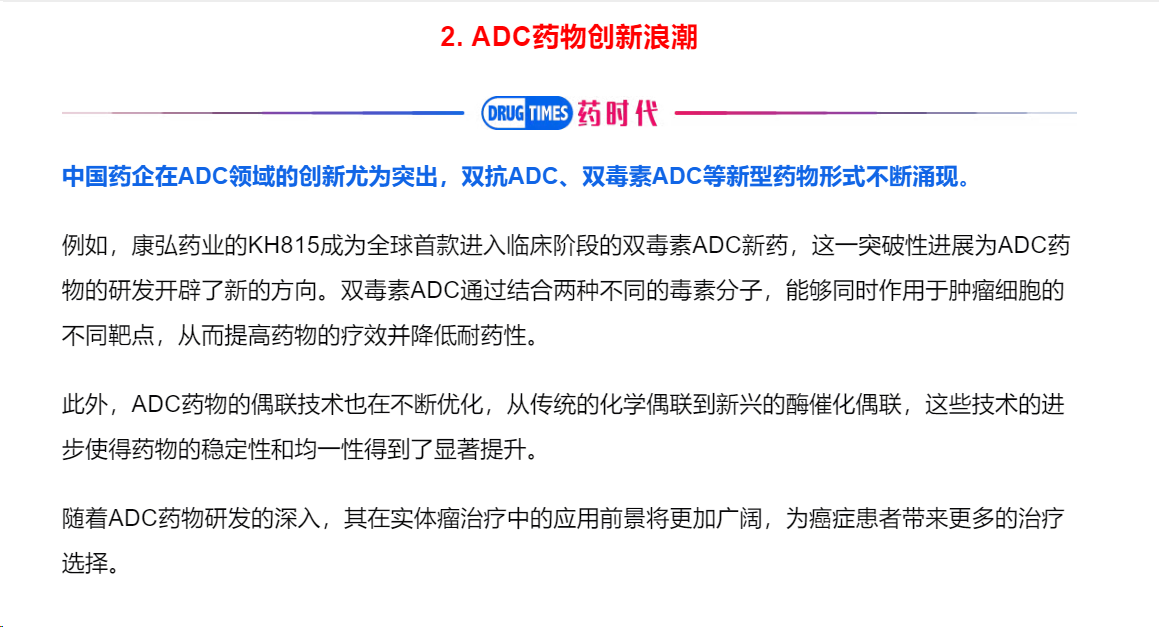 2. ADC药物创新浪潮
DRUG TIMES 药时代
中国药企在ADC领域的创新尤为突出，双抗ADC、双毒素ADC等新型药物形式不断涌现。
例如，康弘药业的KH815成为全球首款进入临床阶段的双毒素ADC新药，这一突破性进展为ADC药
物的研发开辟了新的方向。双毒素ADC通过结合两种不同的毒素分子，能够同时作用于肿瘤细胞的
不同靶点，从而提高药物的疗效并降低耐药性。
此外，ADC药物的偶联技术也在不断优化，从传统的化学偶联到新兴的酶催化偶联，这些技术的进
步使得药物的稳定性和均一性得到了显著提升。
随着ADC药物研发的深入，其在实体瘤治疗中的应用前景将更加广阔，为癌症患者带来更多的治疗
选择。